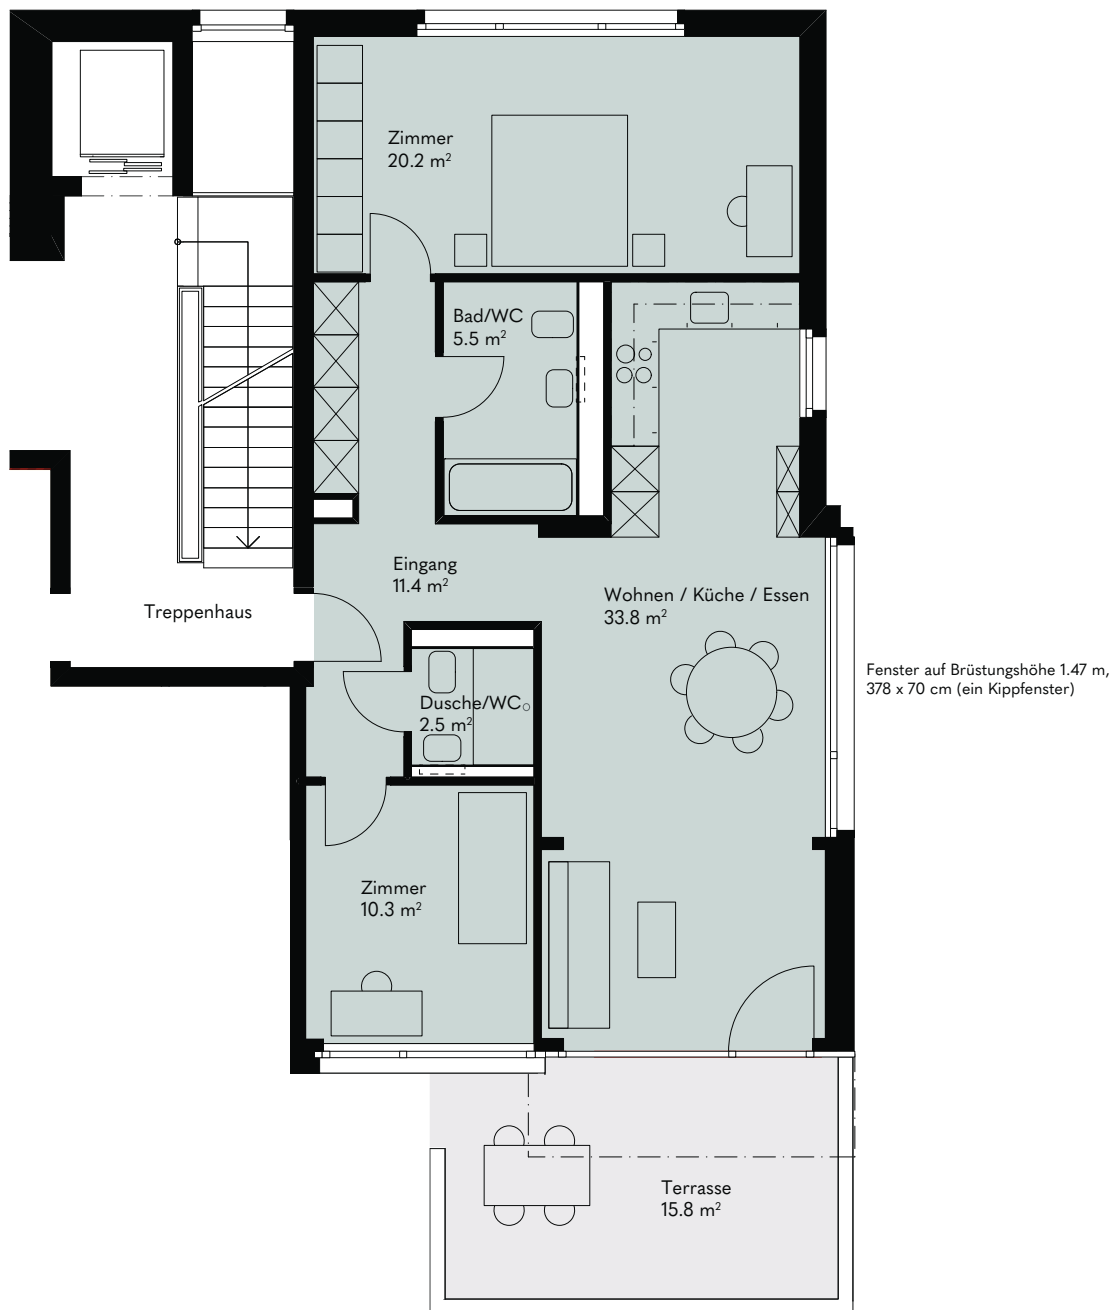 Zimmer
20.2 m²
Bad/WC
5.5 m²
Eingang
11.4 m²
Wohnen / Küche / Essen
33.8 m²
Treppenhaus
Fenster auf Brüstungshöhe 1.47 m,
378 x 70 cm (ein Kippfenster)
Dusche/WC
2.5 m²
Zimmer
10.3 m²
Terrasse
15.8 m²